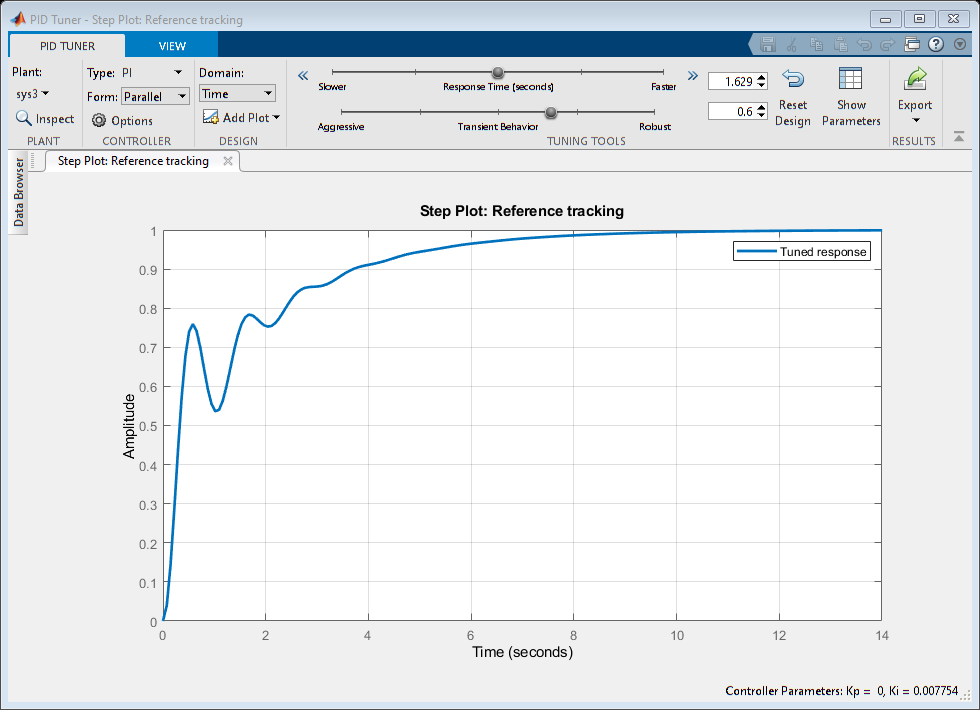 PID Tuner - Step Plot: Reference tracking
PID TUNER VIEW
Plant: Type: PI Domain:
sys3 Form: Parallel Time
Inspect Options Add Plot
PLANT CONTROLLER DESIGN
Slower Response Time (seconds) Faster
Aggressive Transient Behavior Robust
1.629
0.6
Reset Design
Show Parameters
Export
TUNING TOOLS RESULTS
Data Browser
Step Plot: Reference tracking
Step Plot: Reference tracking
Tuned response
Amplitude
1
0.9
0.8
0.7
0.6
0.5
0.4
0.3
0.2
0.1
0
0 2 4 6 8 10 12 14
Time (seconds)
Controller Parameters: Kp = 0, Ki = 0.007754